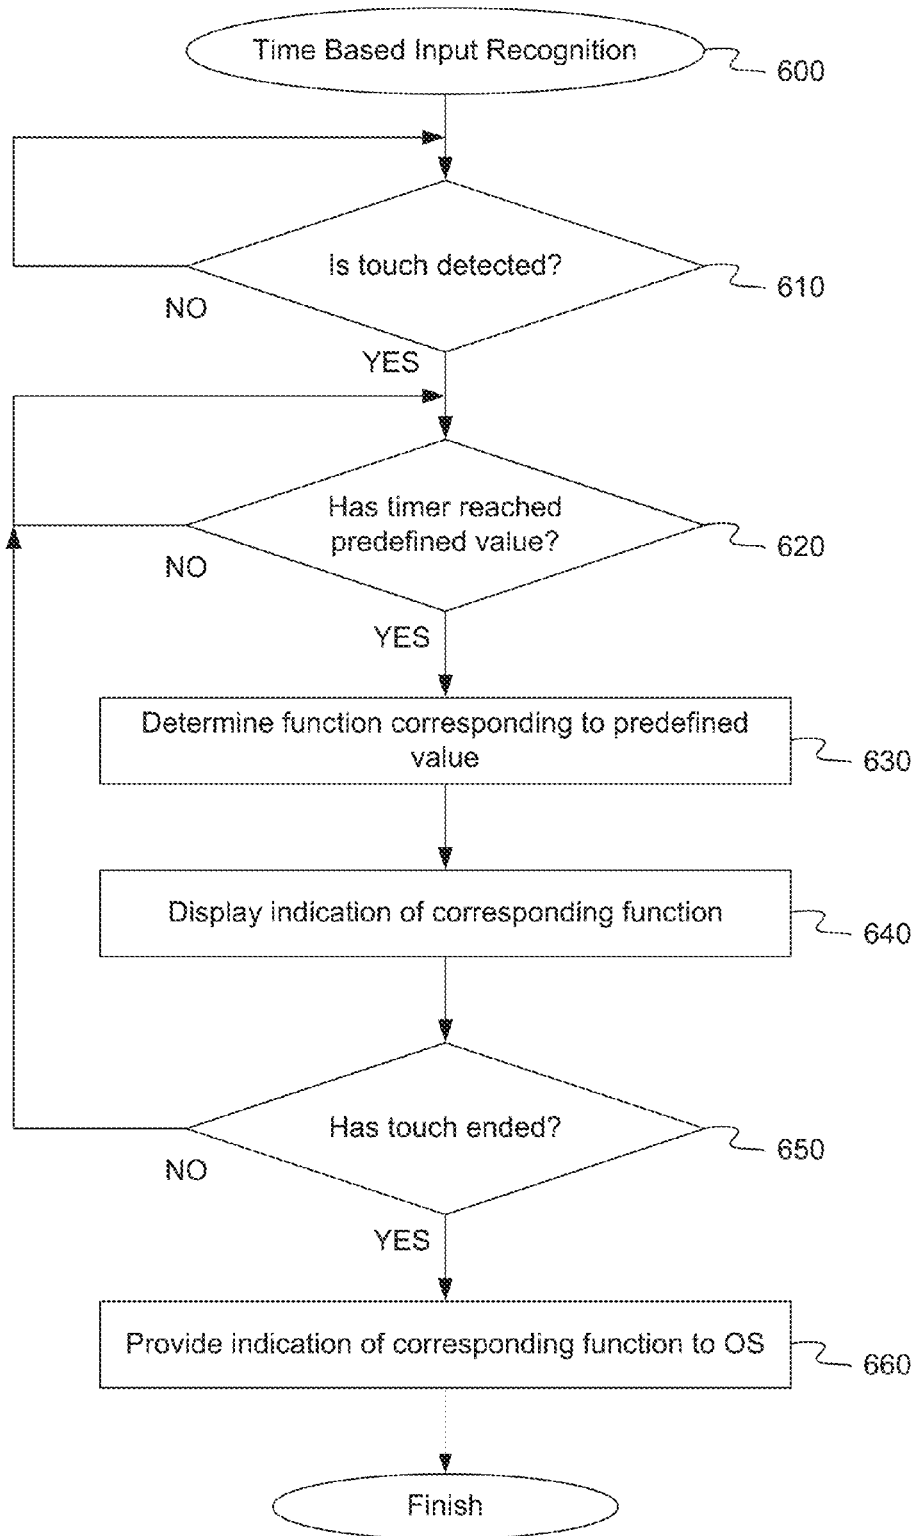 Time Based Input Recognition
600
Is touch detected?
610
NO
YES
Has timer reached
predefined value?
620
NO
YES
Determine function corresponding to predefined
value
630
Display indication of corresponding function
640
Has touch ended?
650
NO
YES
Provide indication of corresponding function to OS
660
Finish